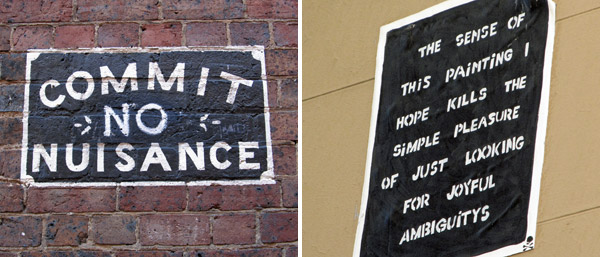 COMMIT
NO
NUISANCE
THE SENSE OF
THIS PAINTING I
HOPE KILLS THE
SIMPLE PLEASURE
OF JUST LOOKING
FOR JOYFUL
AMBIGUITYS